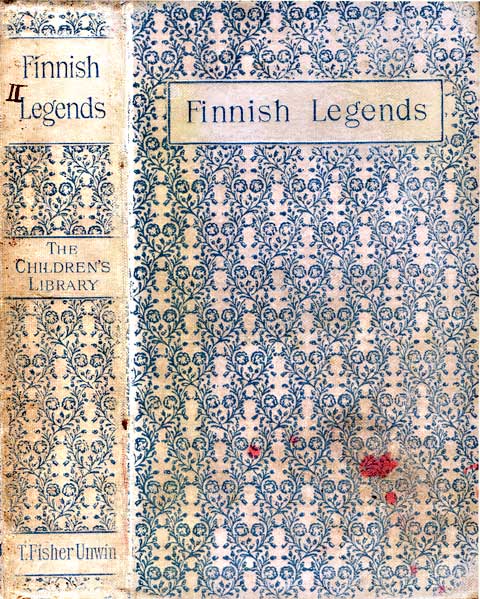 Finnish
II
Legends
THE
CHILDREN'S
LIBRARY
T. Fisher Unwin
Finnish Legends